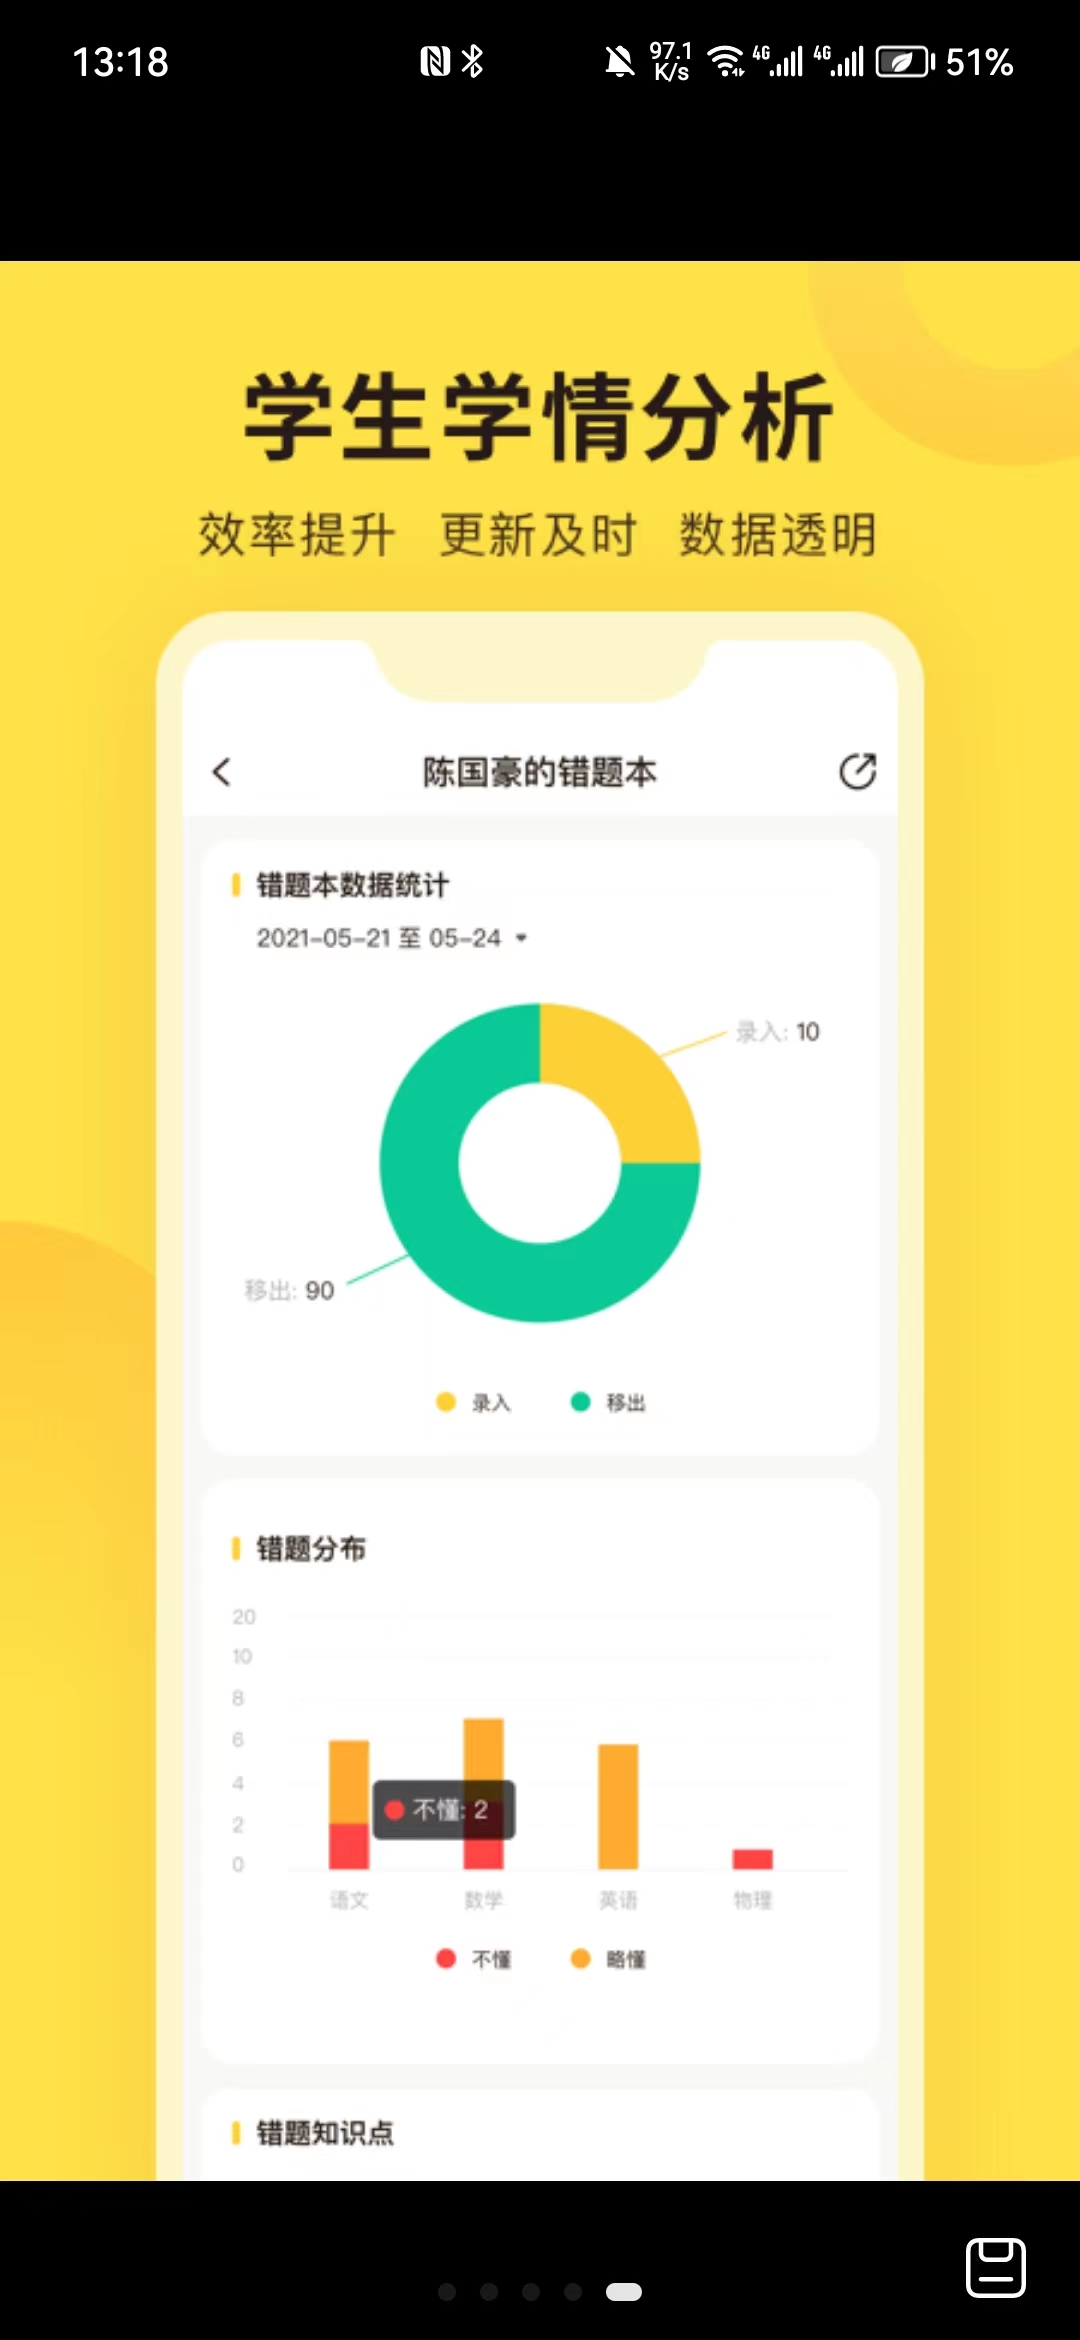 13:18
97.1 K/s
4G
4G
51%
学生学情分析
效率提升 更新及时 数据透明
陈国豪的错题本
错题本数据统计
2021-05-21 至 05-24
录入: 10
移出: 90
录入 移出
错题分布
20
10
8
6
4
2
0
不懂: 2
语文 数学 英语 物理
不懂 略懂
错题知识点